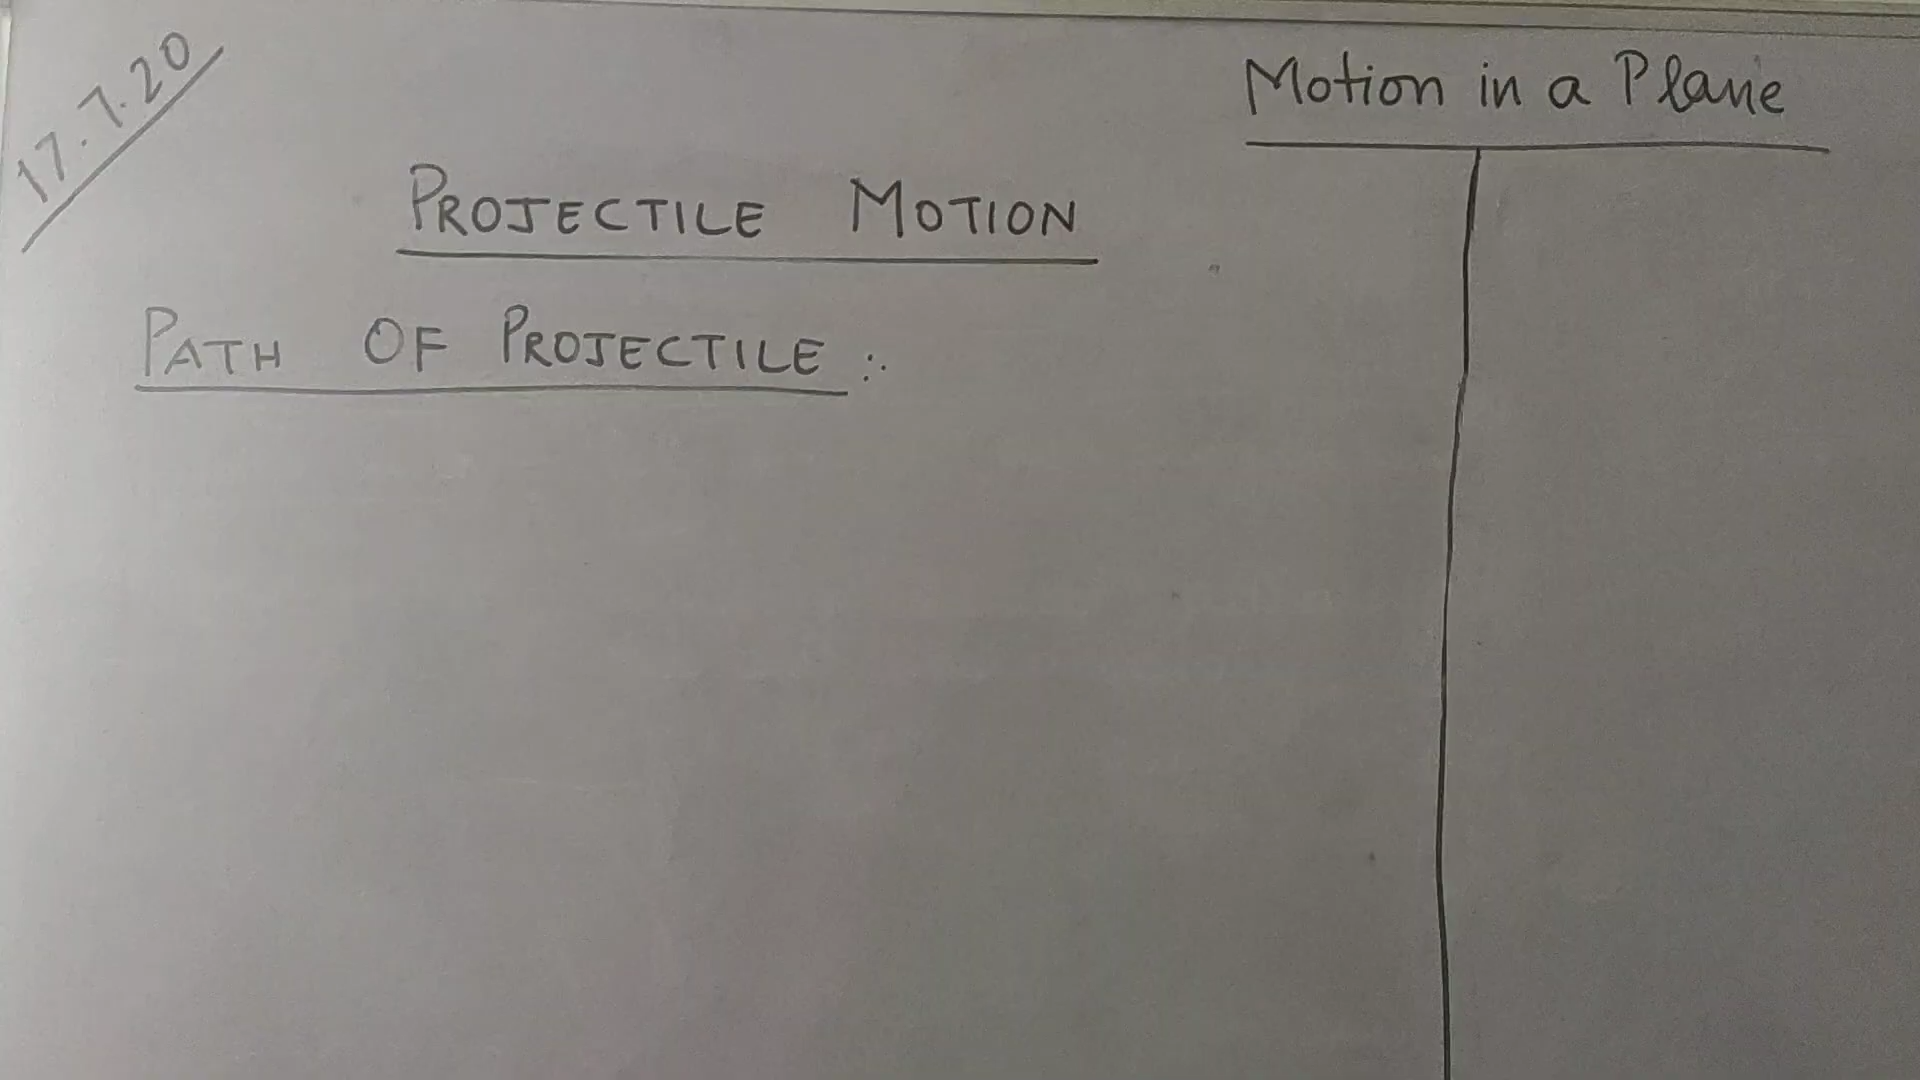 17.7.20
Motion in a Plane
PROJECTILE MOTION
PATH OF PROJECTILE :.